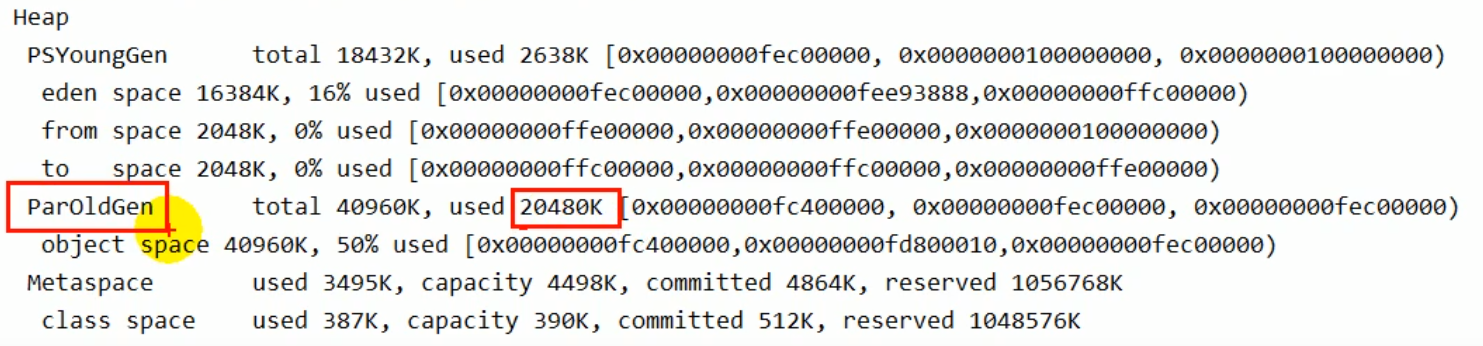 Heap
PSYoungGen total 18432K, used 2638K [0x00000000fec00000, 0x0000000100000000, 0x0000000100000000)
eden space 16384K, 16% used [0x00000000fec00000,0x00000000fee93888,0x00000000ffc00000)
from space 2048K, 0% used [0x00000000ffe00000,0x00000000ffe00000,0x0000000100000000)
to space 2048K, 0% used [0x00000000ffc00000,0x00000000ffc00000,0x00000000ffe00000)
ParOldGen total 40960K, used 20480K [0x00000000fc400000, 0x00000000fec00000, 0x00000000fec00000)
object space 40960K, 50% used [0x00000000fc400000,0x00000000fd800010,0x00000000fec00000)
Metaspace used 3495K, capacity 4498K, committed 4864K, reserved 1056768K
class space used 387K, capacity 390K, committed 512K, reserved 1048576K